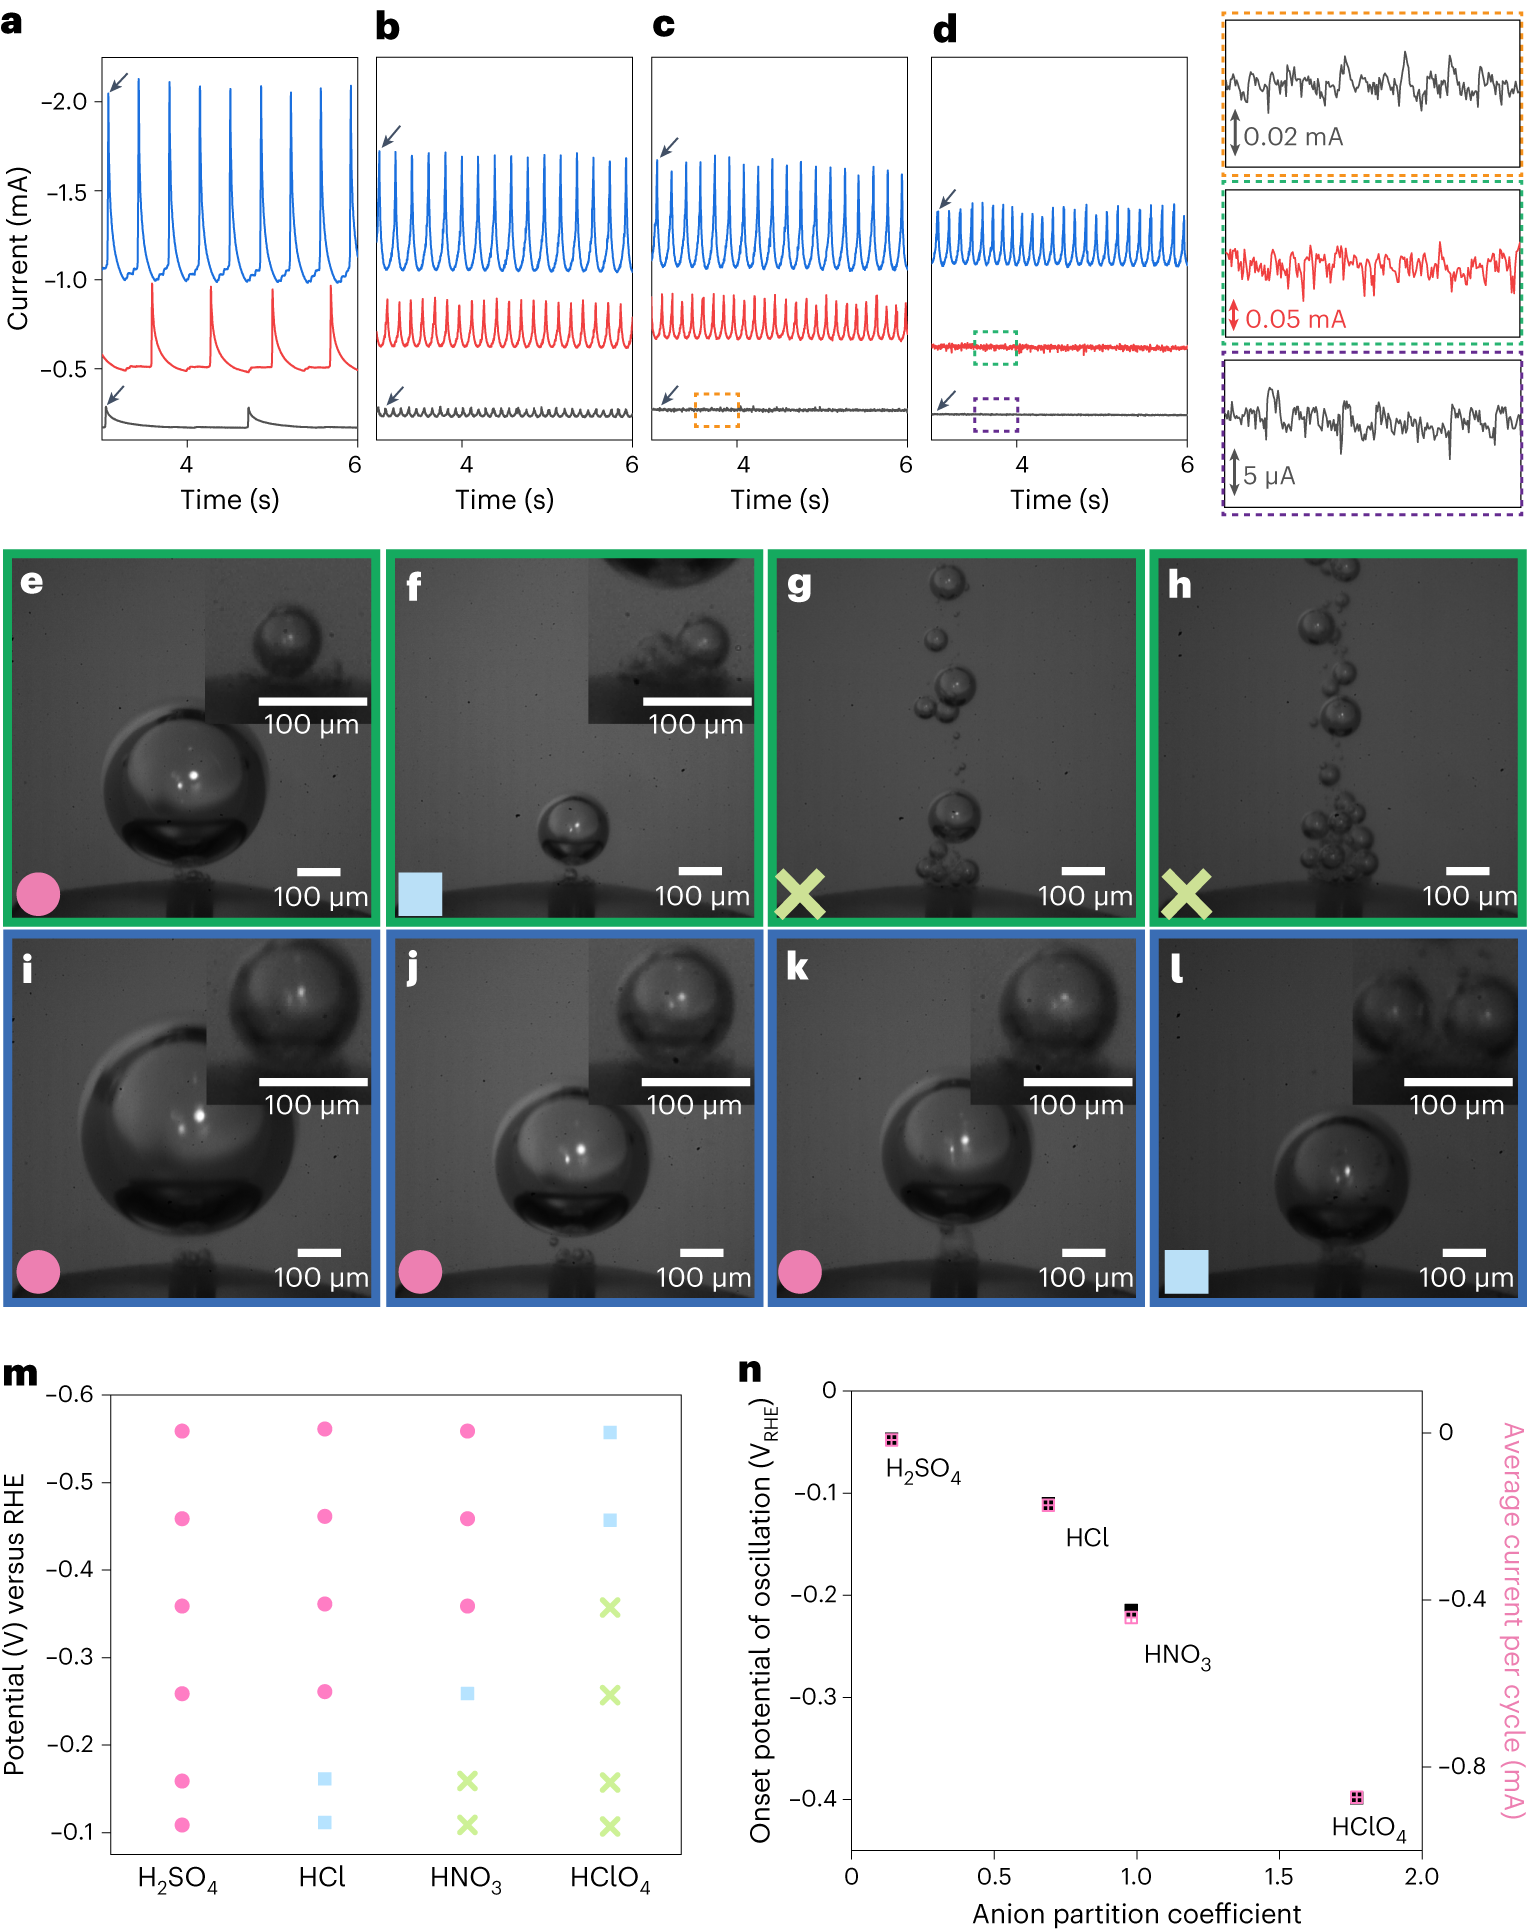 a
b
c
d
Current (mA)
−2.0
−1.5
−1.0
−0.5
4
6
4
6
4
6
4
6
Time (s)
Time (s)
Time (s)
Time (s)
0.02 mA
0.05 mA
5 µA
e
100 µm
100 µm
f
100 µm
100 µm
g
100 µm
h
100 µm
i
100 µm
100 µm
j
100 µm
100 µm
k
100 µm
100 µm
l
100 µm
100 µm
m
Potential (V) versus RHE
−0.6
−0.5
−0.4
−0.3
−0.2
−0.1
H₂SO₄
HCl
HNO₃
HClO₄
n
Onset potential of oscillation (V_RHE)
0
−0.1
−0.2
−0.3
−0.4
H₂SO₄
HCl
HNO₃
HClO₄
0
−0.4
−0.8
Average current per cycle (mA)
0
0.5
1.0
1.5
2.0
Anion partition coefficient